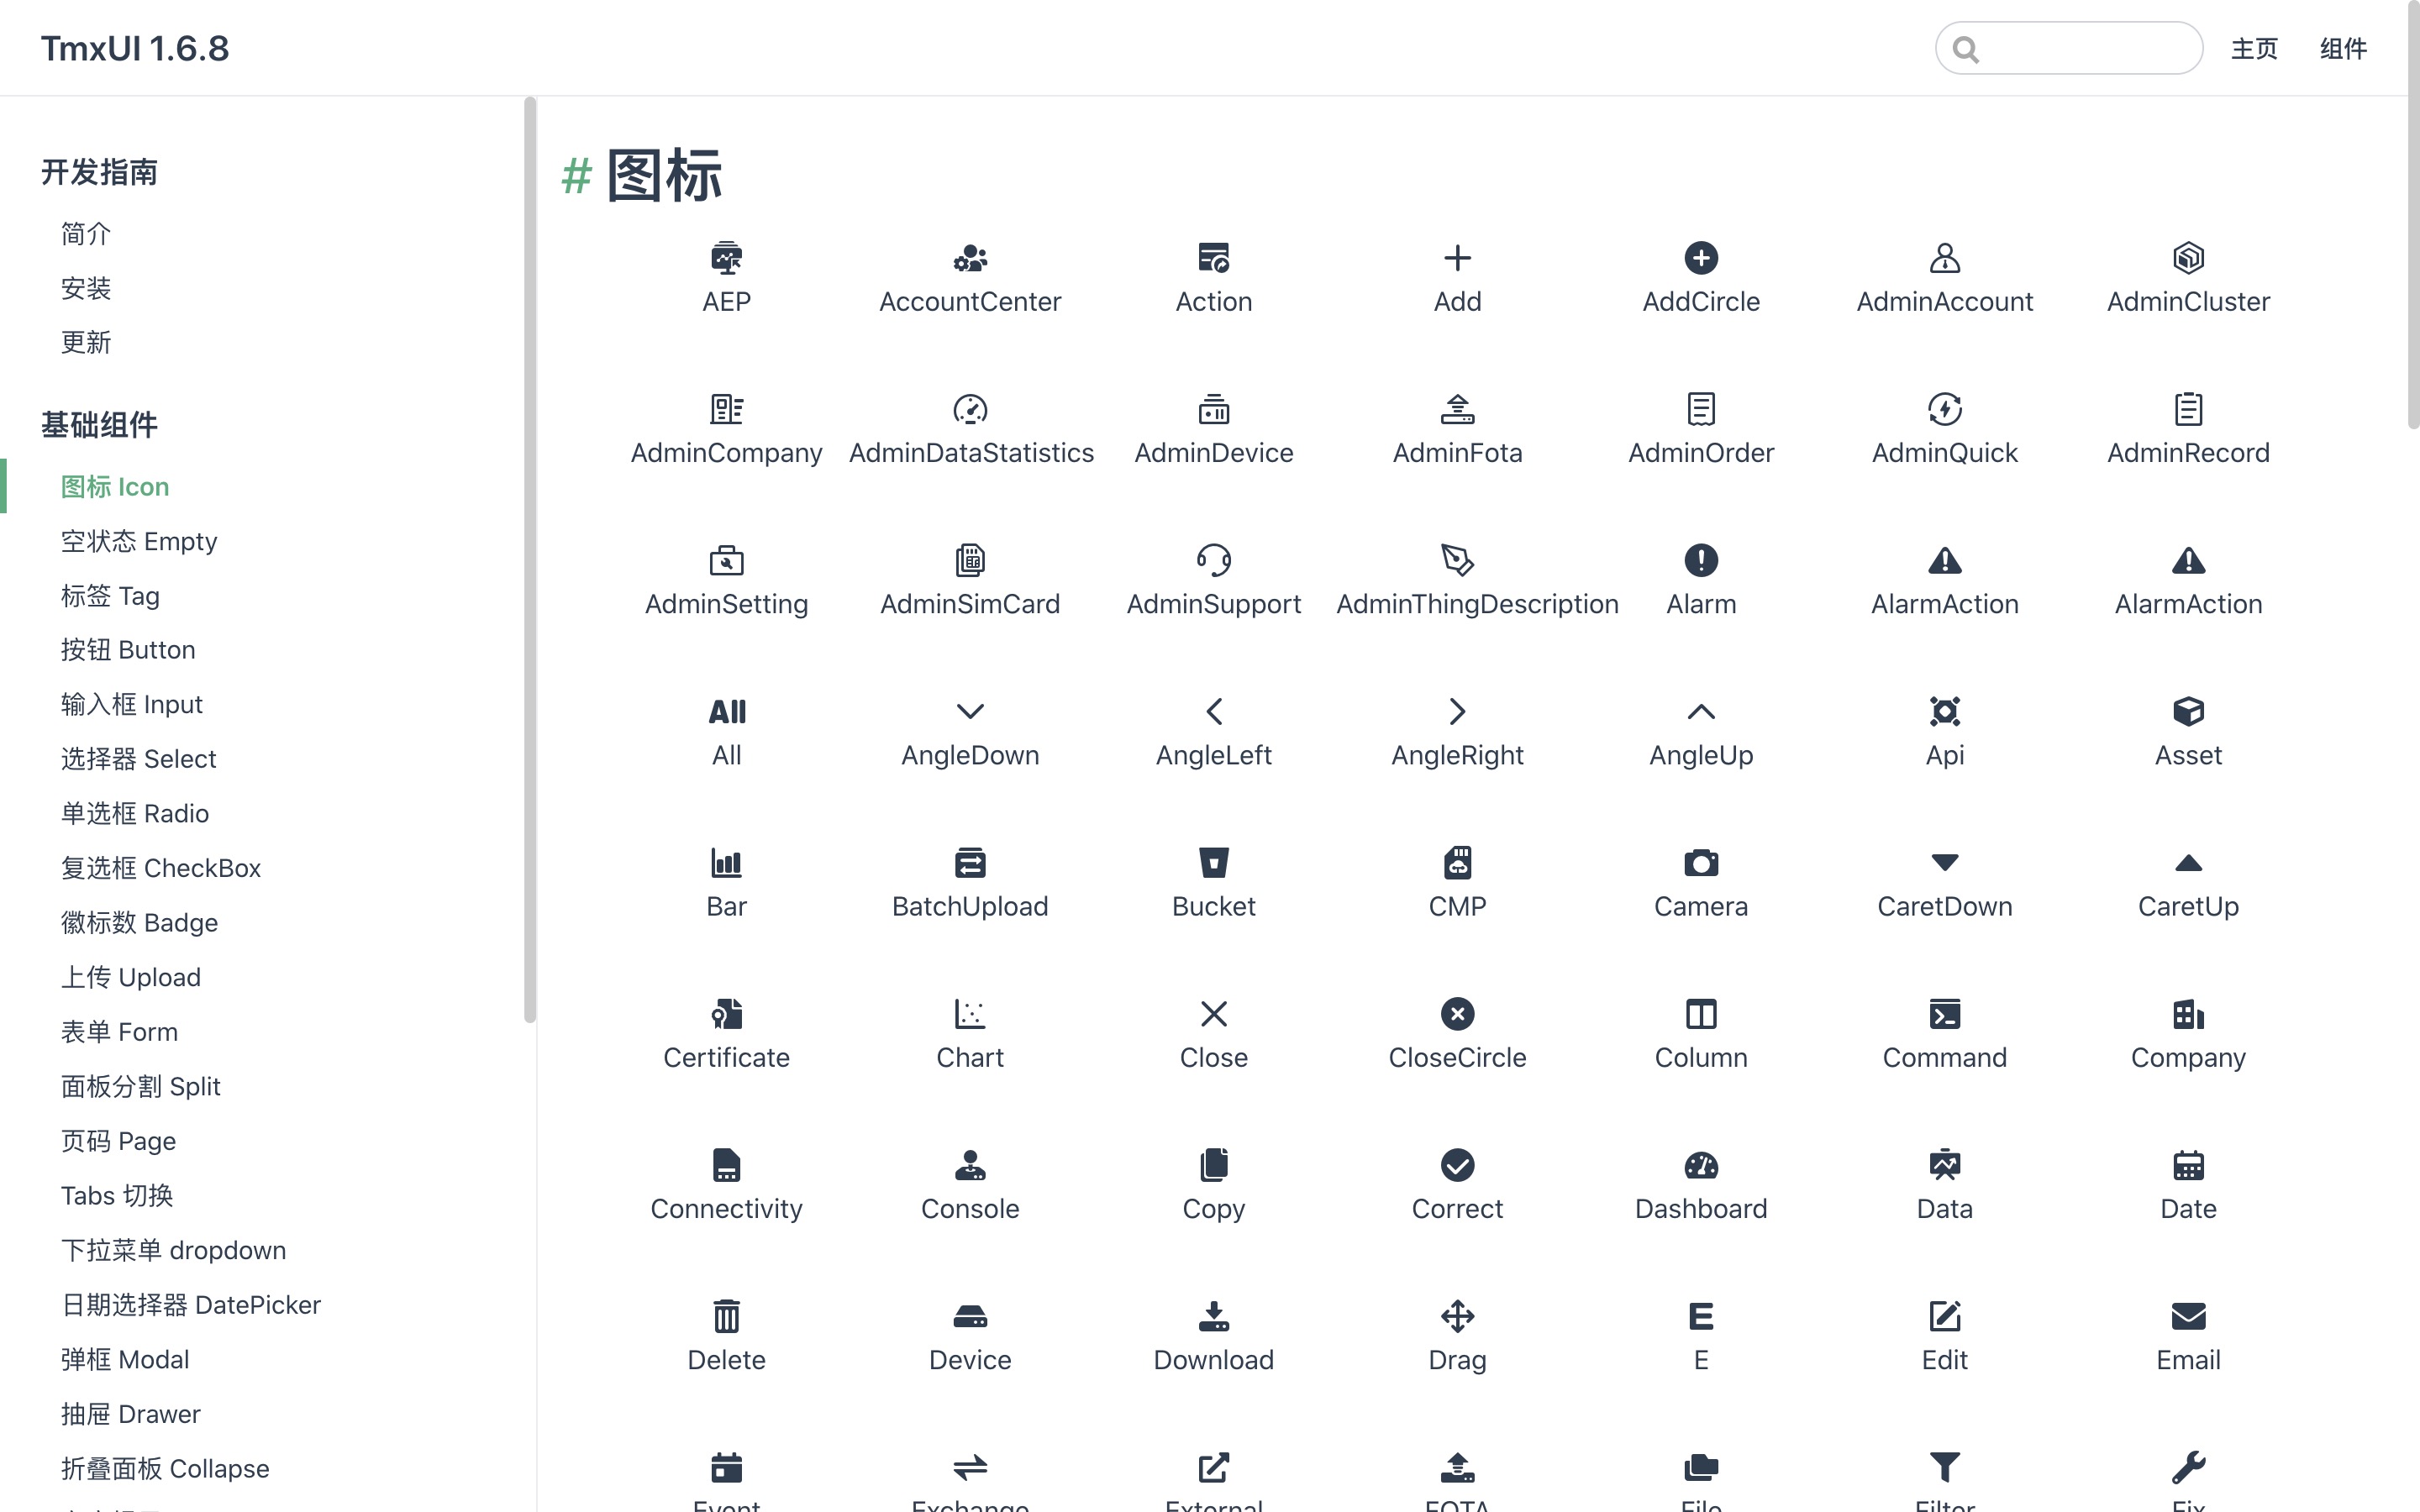 TmxUI 1.6.8
主页 组件
开发指南
简介
安装
更新
基础组件
图标 Icon
空状态 Empty
标签 Tag
按钮 Button
输入框 Input
选择器 Select
单选框 Radio
复选框 CheckBox
徽标数 Badge
上传 Upload
表单 Form
面板分割 Split
页码 Page
Tabs 切换
下拉菜单 dropdown
日期选择器 DatePicker
弹框 Modal
抽屉 Drawer
折叠面板 Collapse
# 图标
AEP AccountCenter Action Add AddCircle AdminAccount AdminCluster
AdminCompany AdminDataStatistics AdminDevice AdminFota AdminOrder AdminQuick AdminRecord
AdminSetting AdminSimCard AdminSupport AdminThingDescription Alarm AlarmAction AlarmAction
All
All AngleDown AngleLeft AngleRight AngleUp Api Asset
Bar BatchUpload Bucket CMP Camera CaretDown CaretUp
Certificate Chart Close CloseCircle Column Command Company
Connectivity Console Copy Correct Dashboard Data Date
E
Delete Device Download Drag E Edit Email
Event Exchange External FOTA File Filter Fix